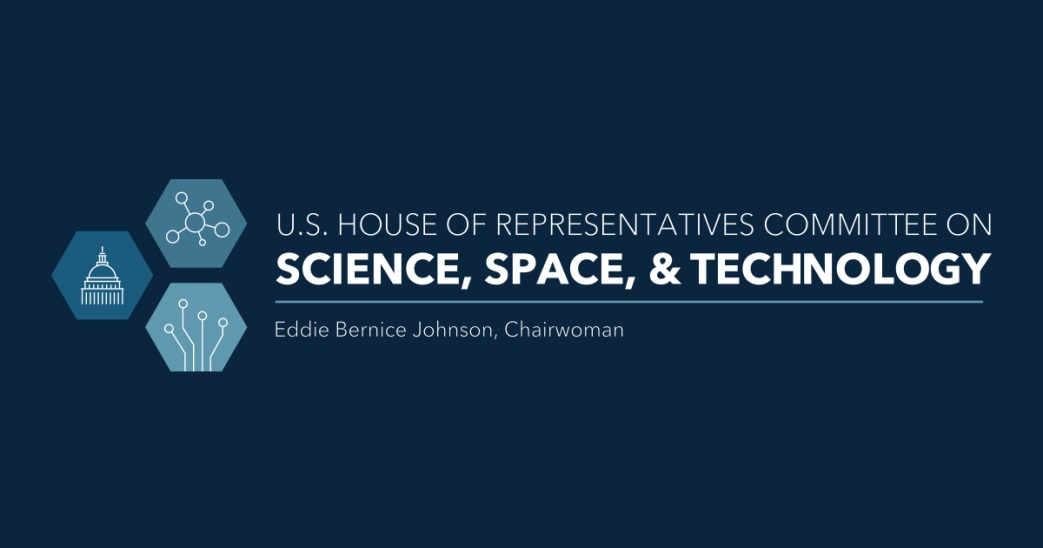 U.S. HOUSE OF REPRESENTATIVES COMMITTEE ON
SCIENCE, SPACE, & TECHNOLOGY
Eddie Bernice Johnson, Chairwoman